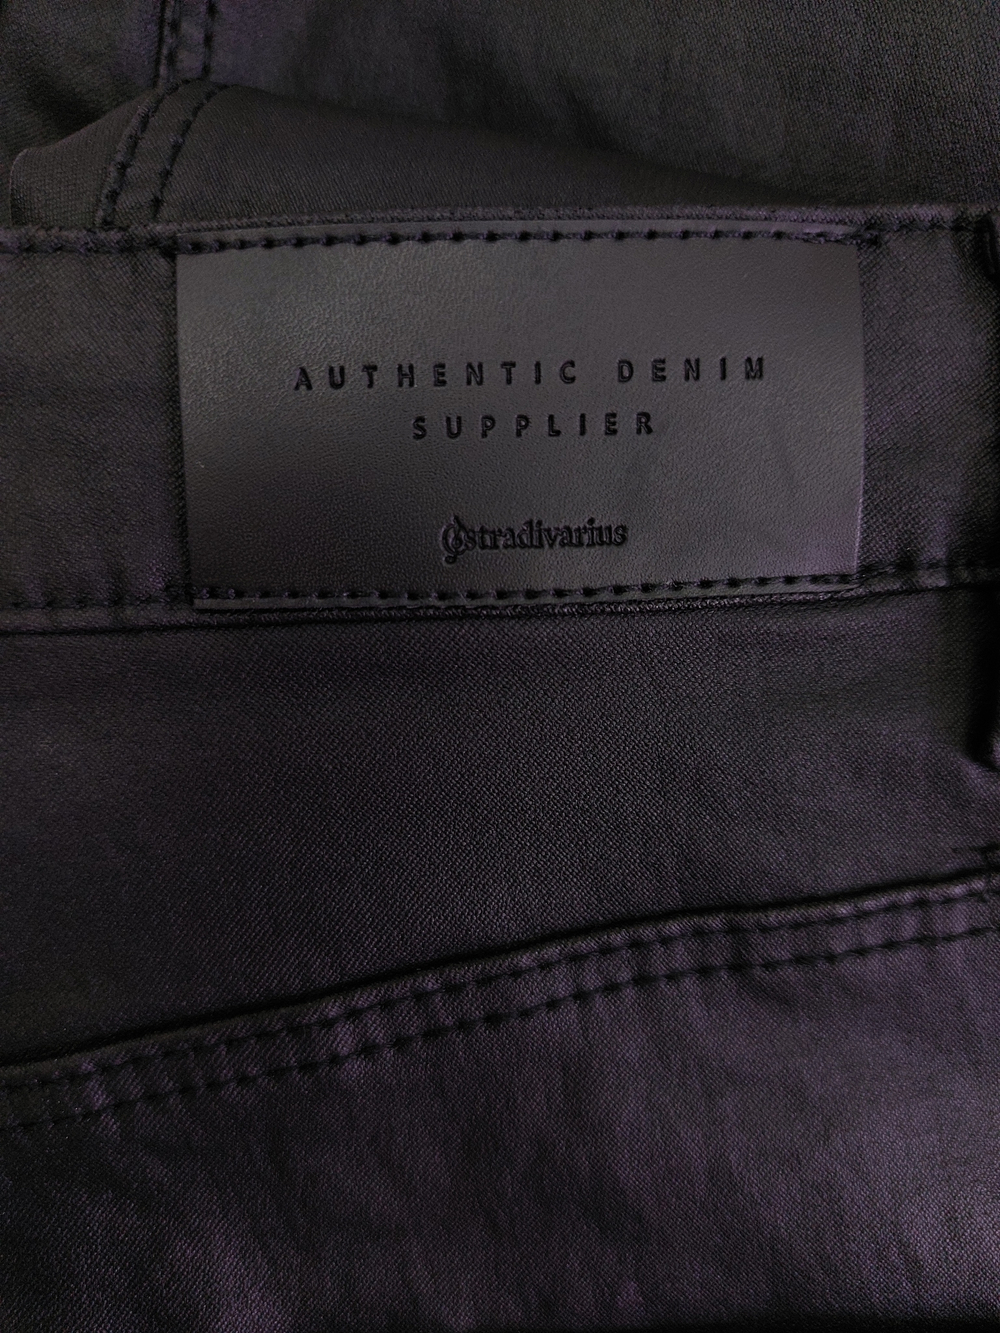 AUTHENTIC DENIM
SUPPLIER
stradivarius